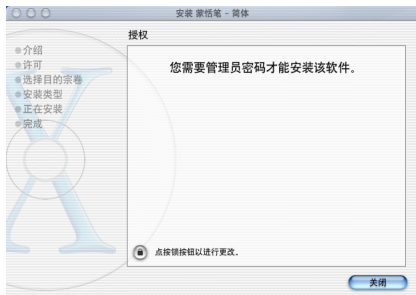 安装 蒙恬笔 - 简体
授权
介绍
许可
选择目的宗卷
安装类型
正在安装
完成
您需要管理员密码才能安装该软件。
点按锁按钮以进行更改。
关闭